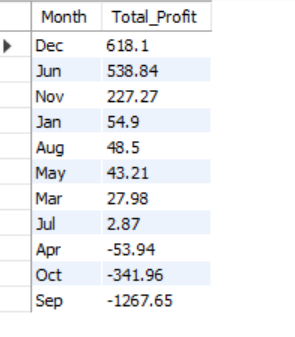 Month Total_Profit
Dec 618.1
Jun 538.84
Nov 227.27
Jan 54.9
Aug 48.5
May 43.21
Mar 27.98
Jul 2.87
Apr -53.94
Oct -341.96
Sep -1267.65